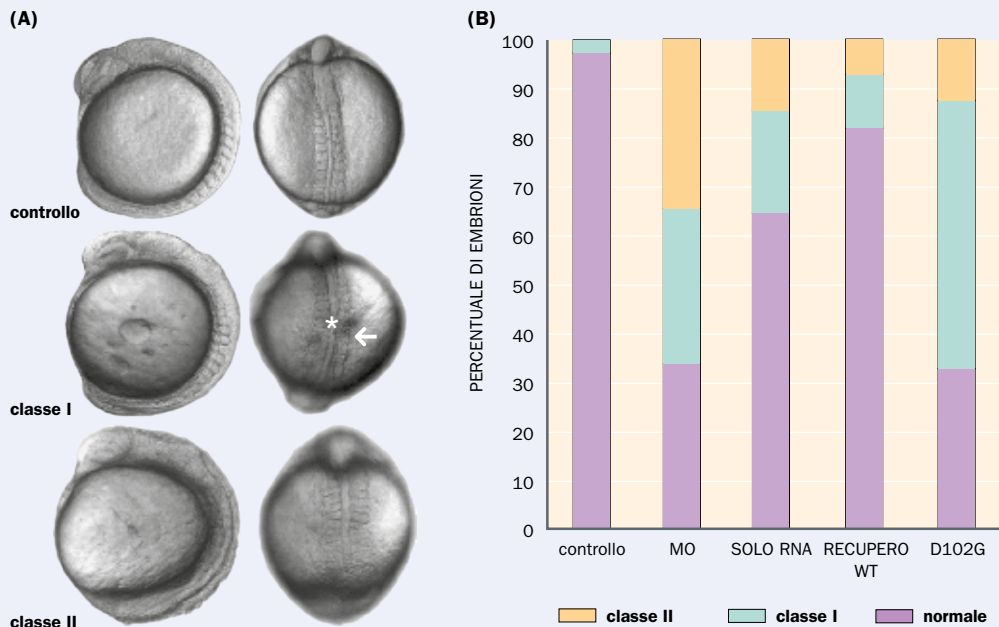 (A)
controllo
*
classe I
classe II
(B)
PERCENTUALE DI EMBRIONI
100
90
80
70
60
50
40
30
20
10
0
controllo
MO
SOLO RNA
RECUPERO
WT
D102G
classe II
classe I
normale